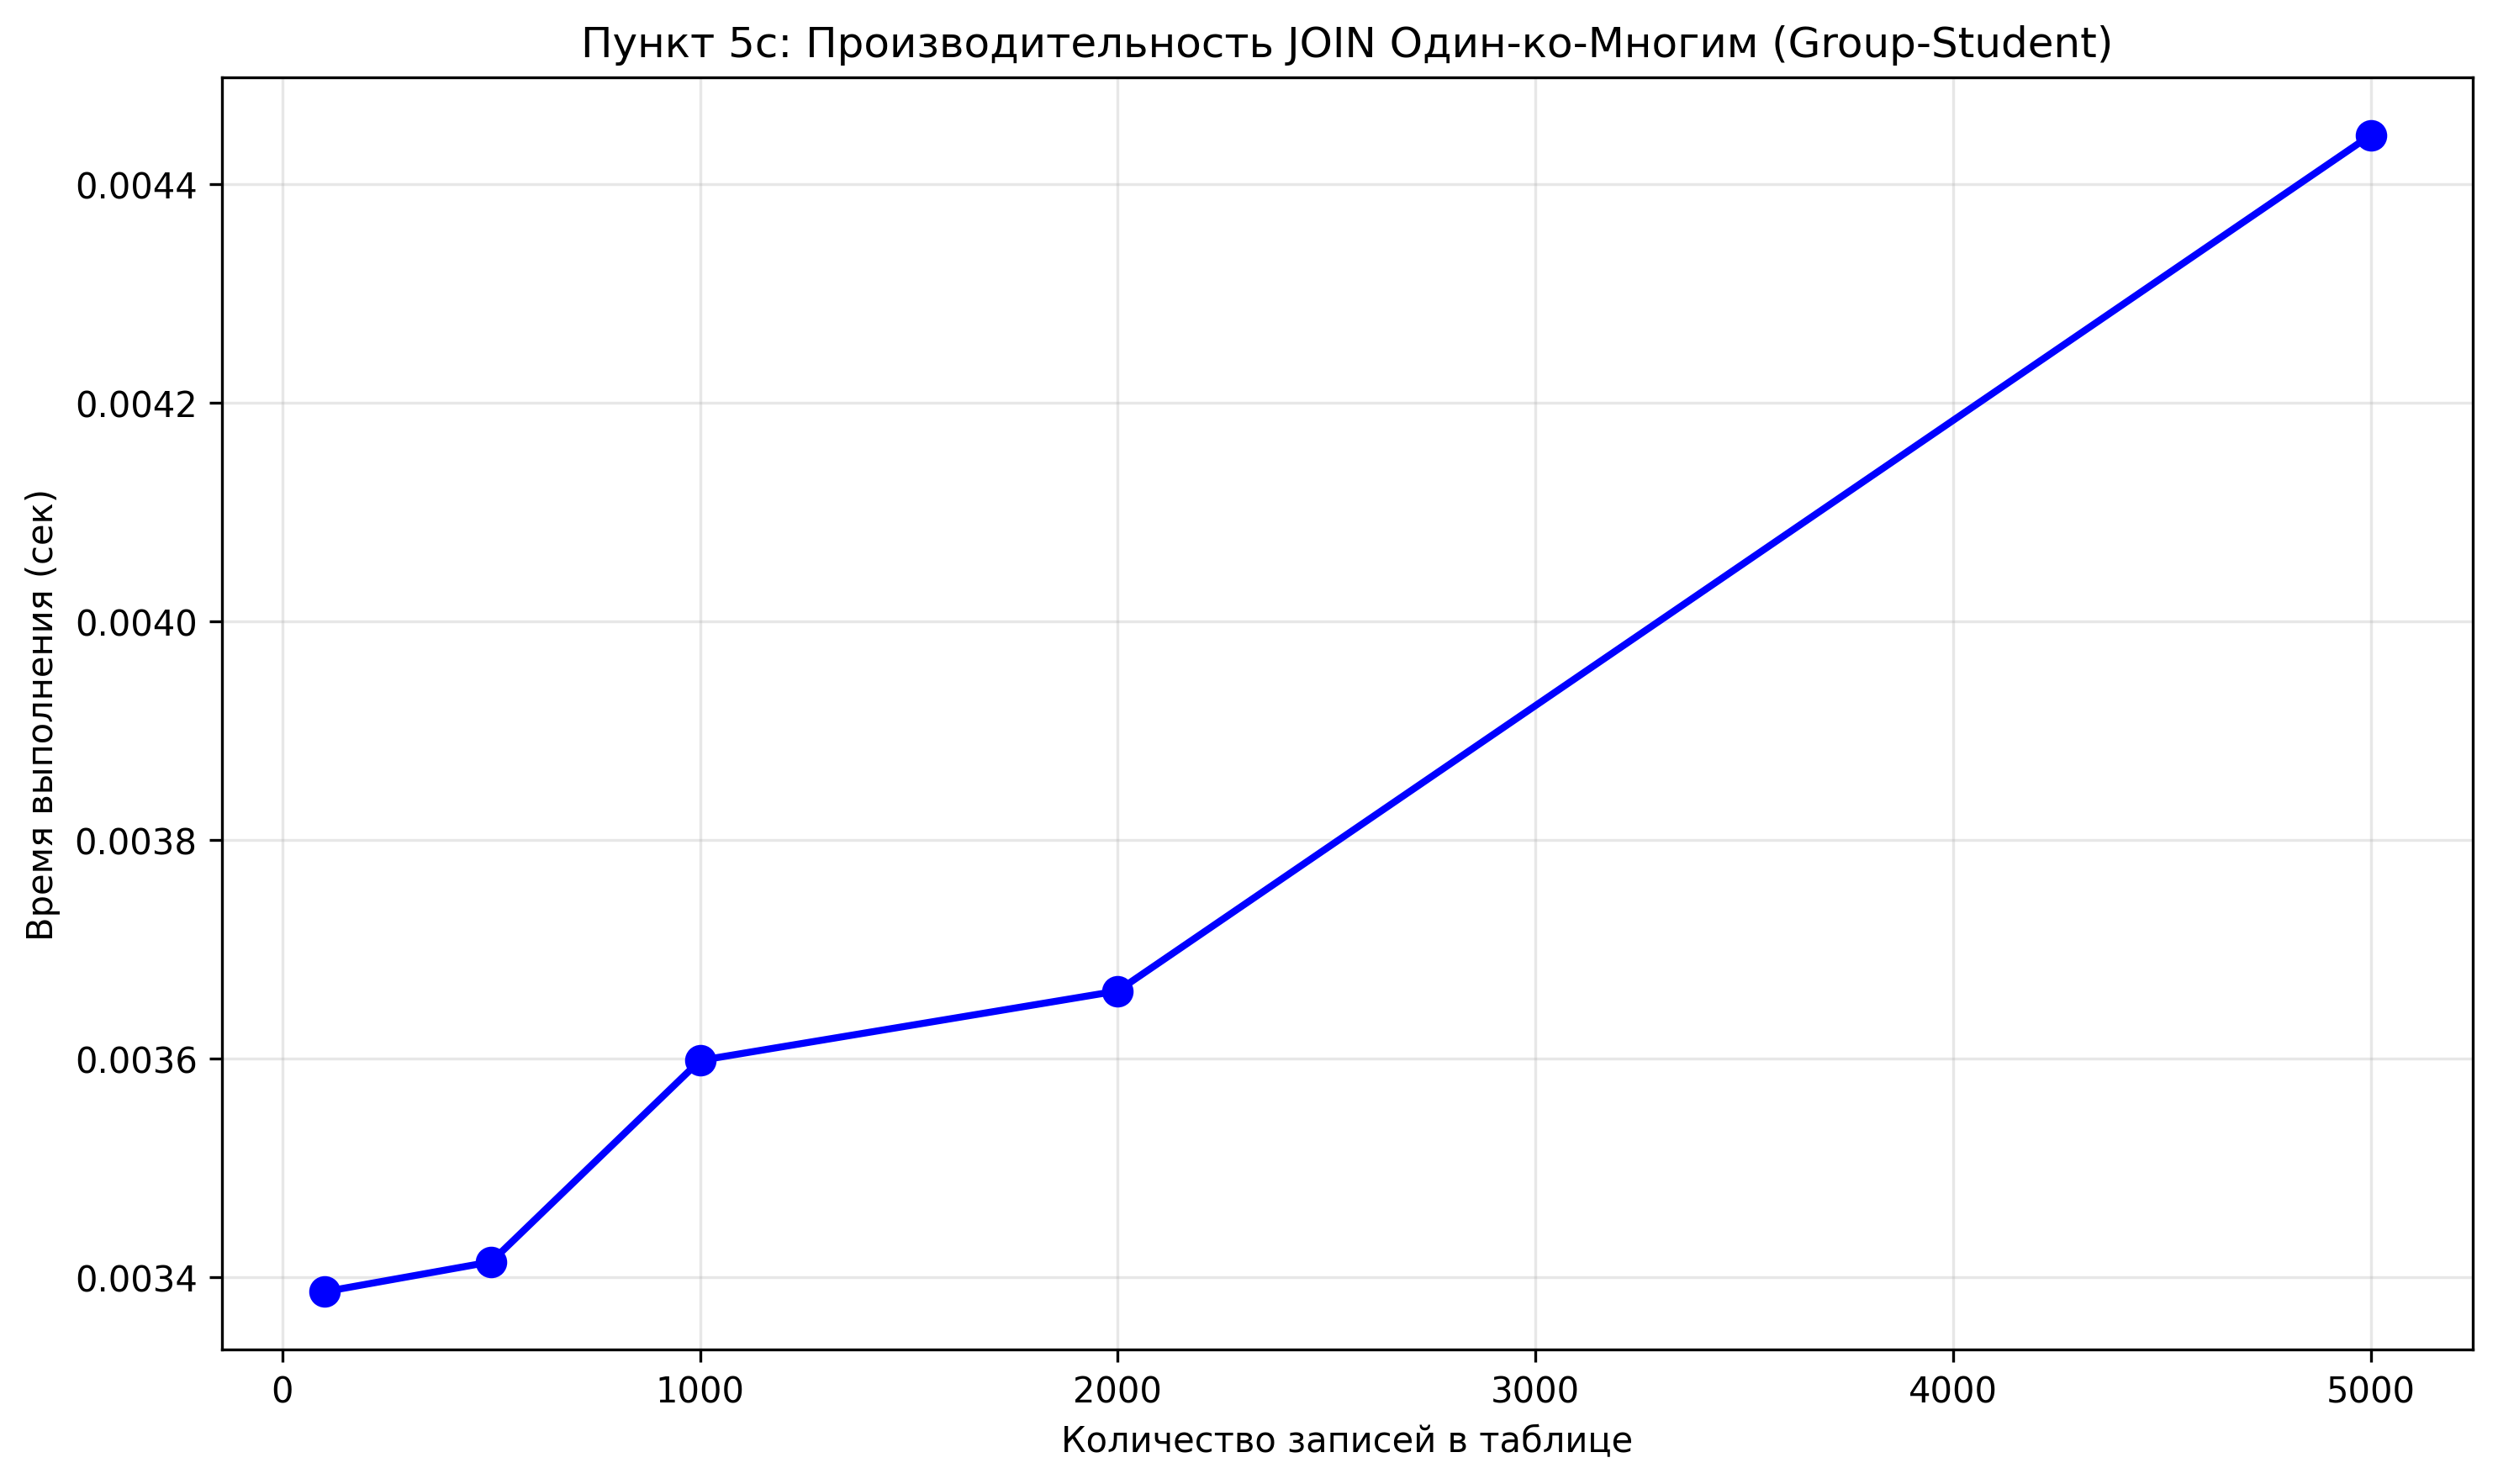 Пункт 5c: Производительность JOIN Один-ко-Многим (Group-Student)
Время выполнения (сек)
0.0044
0.0042
0.0040
0.0038
0.0036
0.0034
0 1000 2000 3000 4000 5000
Количество записей в таблице